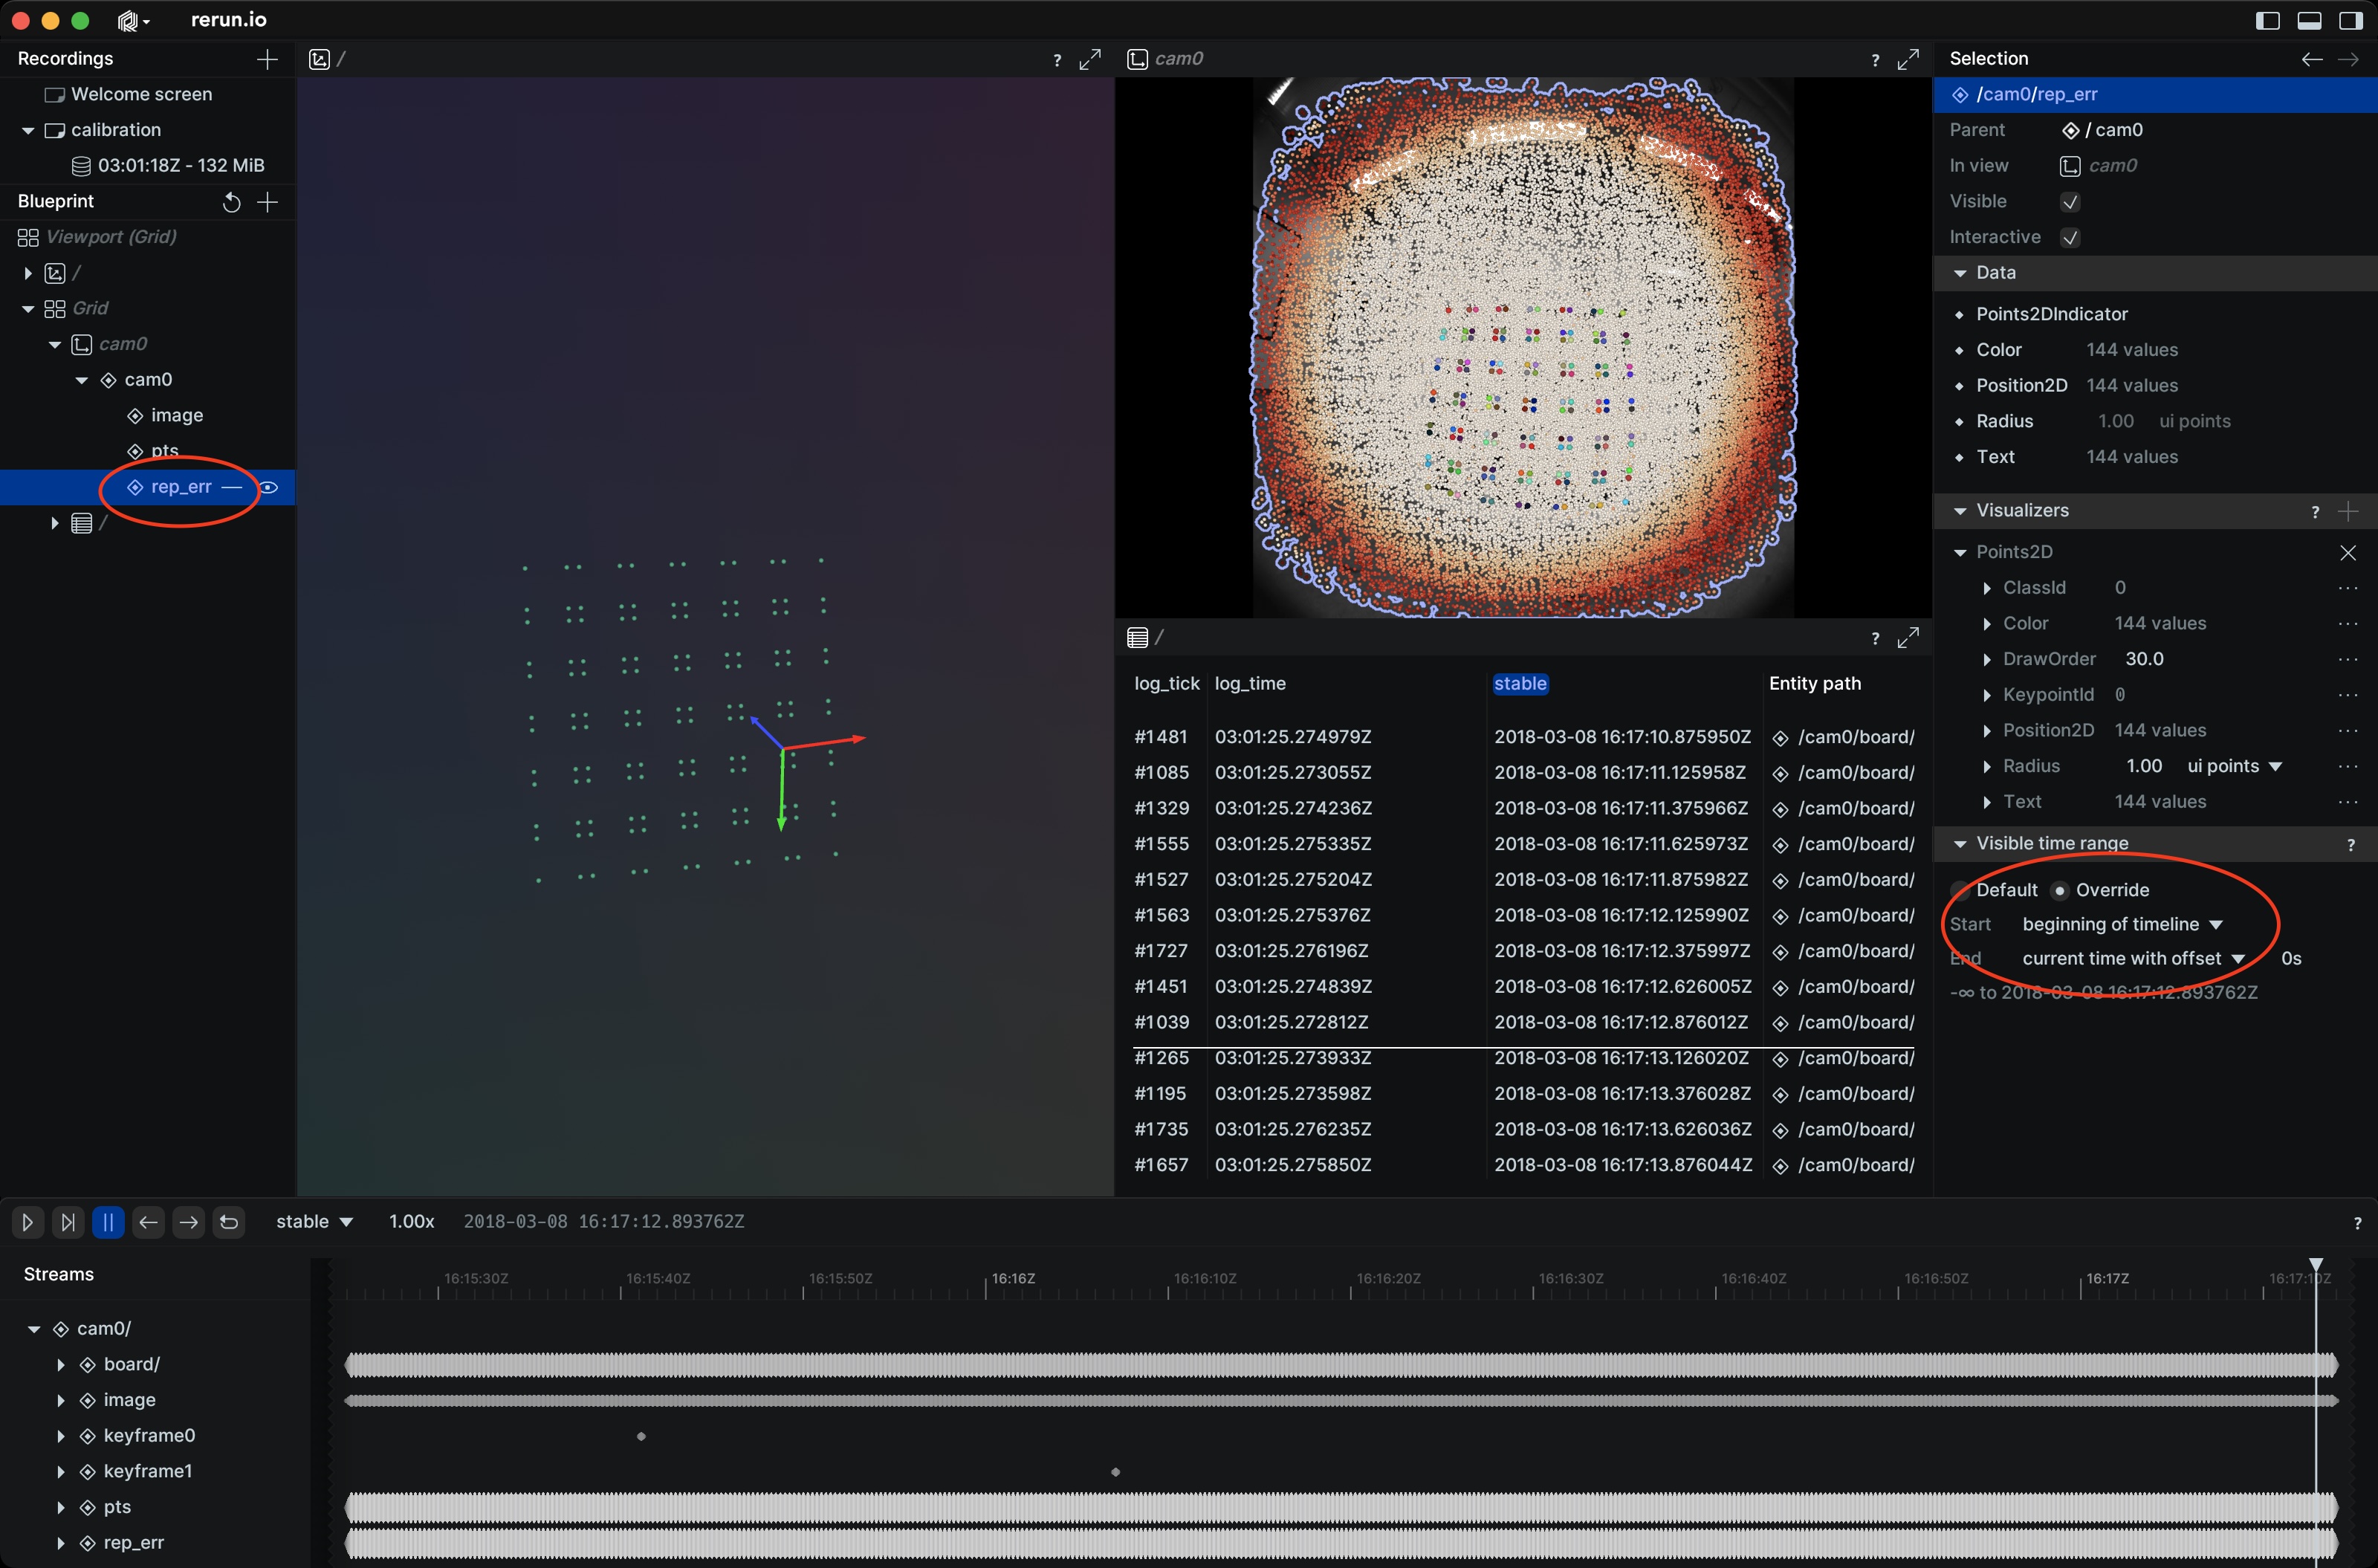 rerun.io
Recordings
Welcome screen
calibration
03:01:18Z - 132 MiB
Blueprint
Viewport (Grid)
/
Grid
cam0
cam0
image
pts
rep_err
/
/
?
cam0
?
/
?
log_tick log_time stable Entity path
#1481 03:01:25.274979Z 2018-03-08 16:17:10.875950Z /cam0/board/
#1085 03:01:25.273055Z 2018-03-08 16:17:11.125958Z /cam0/board/
#1329 03:01:25.274236Z 2018-03-08 16:17:11.375966Z /cam0/board/
#1555 03:01:25.275335Z 2018-03-08 16:17:11.625973Z /cam0/board/
#1527 03:01:25.275204Z 2018-03-08 16:17:11.875982Z /cam0/board/
#1563 03:01:25.275376Z 2018-03-08 16:17:12.125990Z /cam0/board/
#1727 03:01:25.276196Z 2018-03-08 16:17:12.375997Z /cam0/board/
#1451 03:01:25.274839Z 2018-03-08 16:17:12.626005Z /cam0/board/
#1039 03:01:25.272812Z 2018-03-08 16:17:12.876012Z /cam0/board/
#1265 03:01:25.273933Z 2018-03-08 16:17:13.126020Z /cam0/board/
#1195 03:01:25.273598Z 2018-03-08 16:17:13.376028Z /cam0/board/
#1735 03:01:25.276235Z 2018-03-08 16:17:13.626036Z /cam0/board/
#1657 03:01:25.275850Z 2018-03-08 16:17:13.876044Z /cam0/board/
Selection
/cam0/rep_err
Parent / cam0
In view cam0
Visible
Interactive
Data
Points2DIndicator
Color 144 values
Position2D 144 values
Radius 1.00 ui points
Text 144 values
Visualizers ?
Points2D
ClassId 0
Color 144 values
DrawOrder 30.0
KeypointId 0
Position2D 144 values
Radius 1.00 ui points
Text 144 values
Visible time range ?
Default Override
Start beginning of timeline
End current time with offset 0s
-∞ to 2018-03-08 16:17:12.893762Z
stable 1.00x 2018-03-08 16:17:12.893762Z ?
Streams
16:15:30Z 16:15:40Z 16:15:50Z 16:16Z 16:16:10Z 16:16:20Z 16:16:30Z 16:16:40Z 16:16:50Z 16:17Z 16:17:10Z
cam0/
board/
image
keyframe0
keyframe1
pts
rep_err